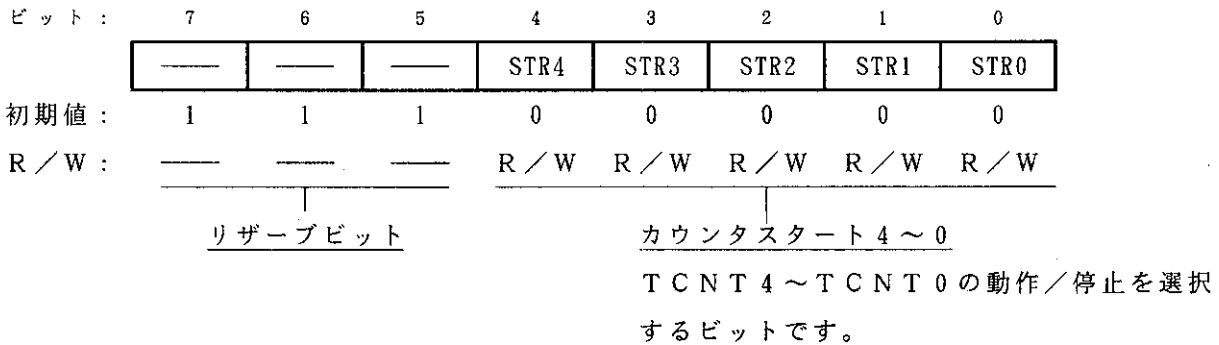 ビット： 7 6 5 4 3 2 1 0
―― ―― ―― STR4 STR3 STR2 STR1 STR0
初期値： 1 1 1 0 0 0 0 0
R／W： ―― ―― ―― R／W R／W R／W R／W R／W
リザーブビット カウンタスタート4～0
TCNT4～TCNT0の動作／停止を選択
するビットです。